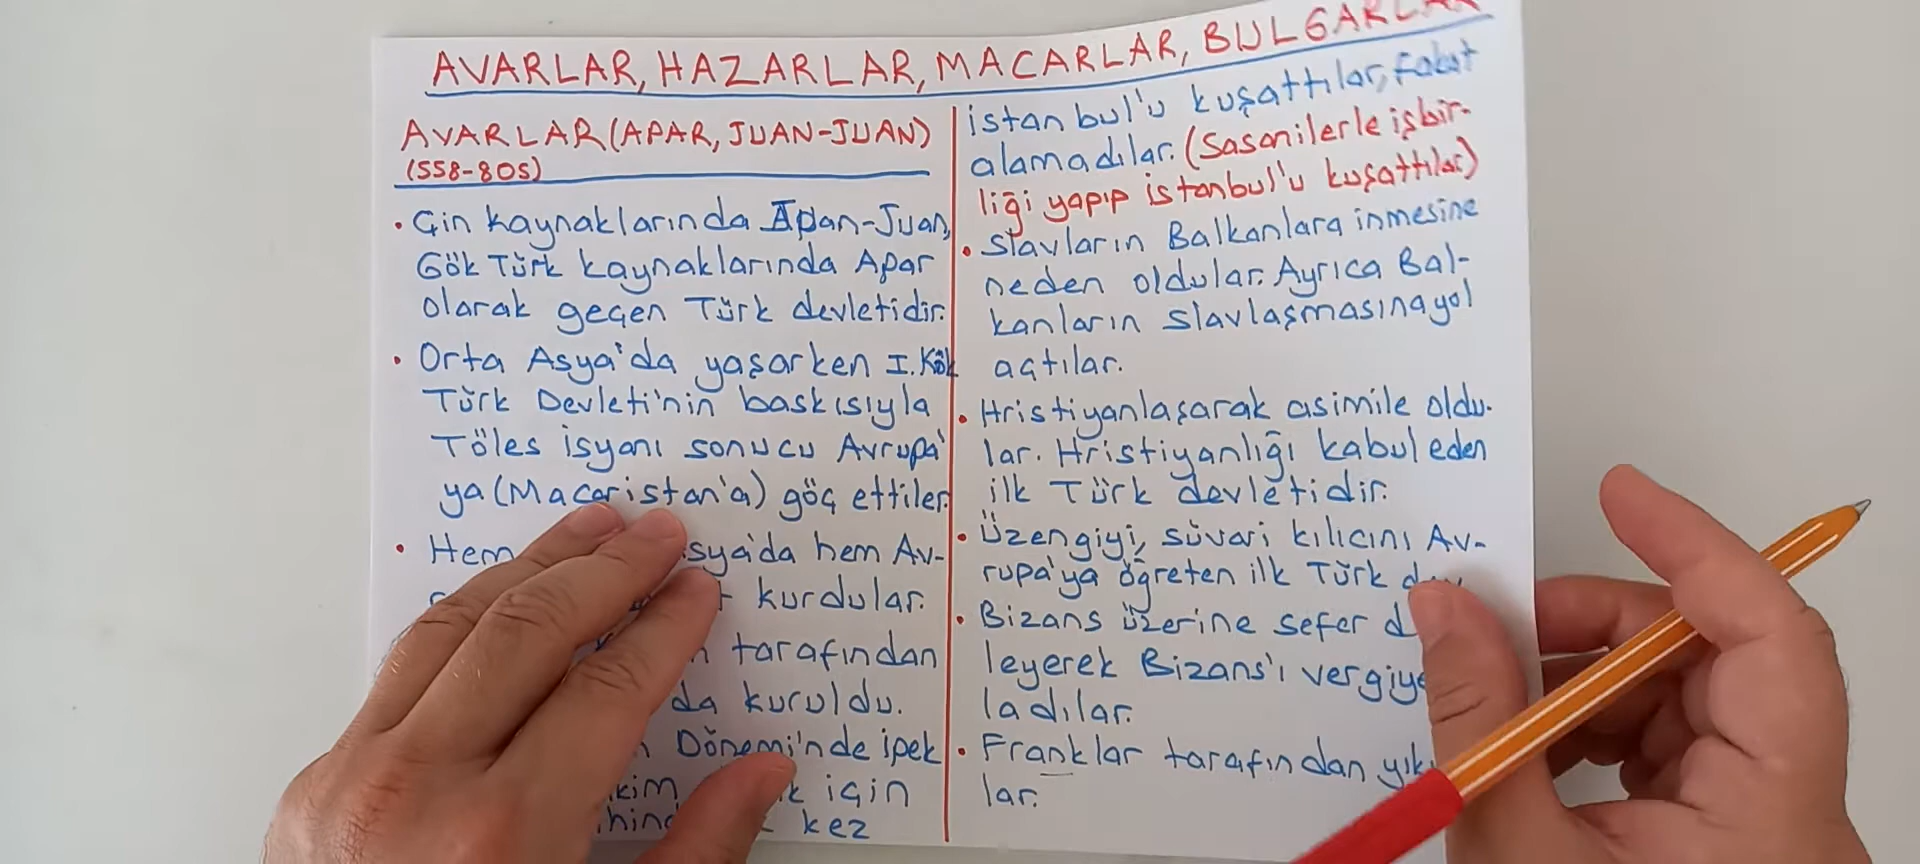 AVARLAR, HAZARLAR, MACARLAR, BULGARLAR
AVARLAR (APAR, JUAN-JUAN)
(558-805)
• Çin kaynaklarında Apan-Juan,
Gök Türk kaynaklarında Apar
olarak geçen Türk devletidir.
• Orta Asya'da yaşarken I. Kök
Türk Devleti'nin baskısıyla
Töles isyanı sonucu Avrupa'
ya (Macaristan'a) göç ettiler.
• Hem da hem Av-
kurdular.
tarafından
da kuruldu.
Dönemi'nde ipek
için
kez
istanbul'u kuşattılar, fakat
alamadılar. (Sasanilerle işbir-
liği yapıp istanbul'u kuşattılar)
• Slavların Balkanlara inmesine
neden oldular. Ayrıca Bal-
kanların slavlaşmasına yol
açtılar.
• Hristiyanlaşarak asimile oldu-
lar. Hristiyanlığı kabul eden
ilk Türk devletidir.
• Üzengiyi, süvari kılıcını Av-
rupa'ya öğreten ilk Türk
• Bizans üzerine sefer
leyerek Bizans'ı
ladılar.
• Franklar tarafından
lar.